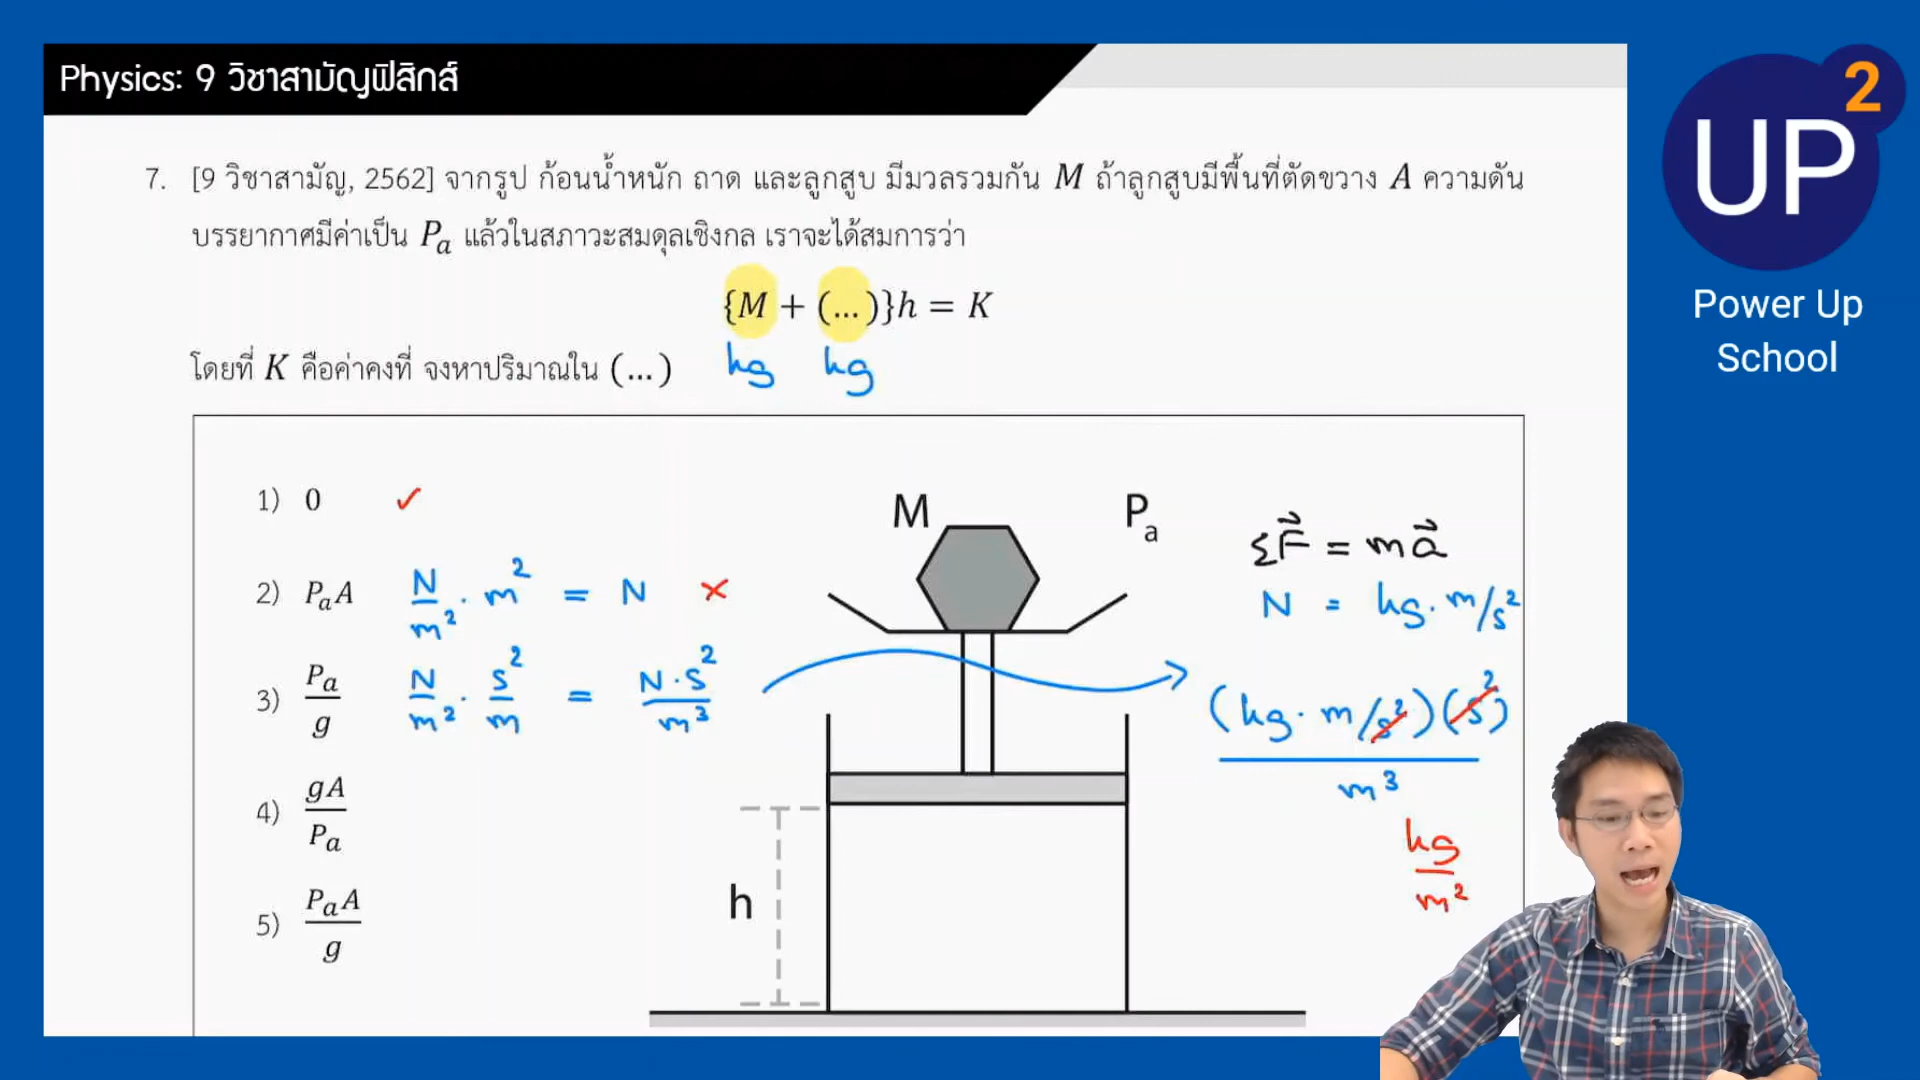 Physics: 9 วิชาสามัญฟิสิกส์
2
UP
Power Up
School
7. [9 วิชาสามัญ, 2562] จากรูป ก้อนน้ำหนัก ถาด และลูกสูบ มีมวลรวมกัน M ถ้าลูกสูบมีพื้นที่ตัดขวาง A ความดัน
บรรยากาศมีค่าเป็น Pₐ แล้วในสภาวะสมดุลเชิงกล เราจะได้สมการว่า
{M + (...)}h = K
kg kg
โดยที่ K คือค่าคงที่ จงหาปริมาณใน (...)
1) 0 ✓
2) PₐA N/m² · m² = N ×
3) Pₐ/g N/m² · s²/m = N·s²/m³
4) gA/Pₐ
5) PₐA/g
M
Pₐ
h
ΣF⃗ = ma⃗
N = kg·m/s²
(kg·m/s²)(s²)
m³
kg
m²